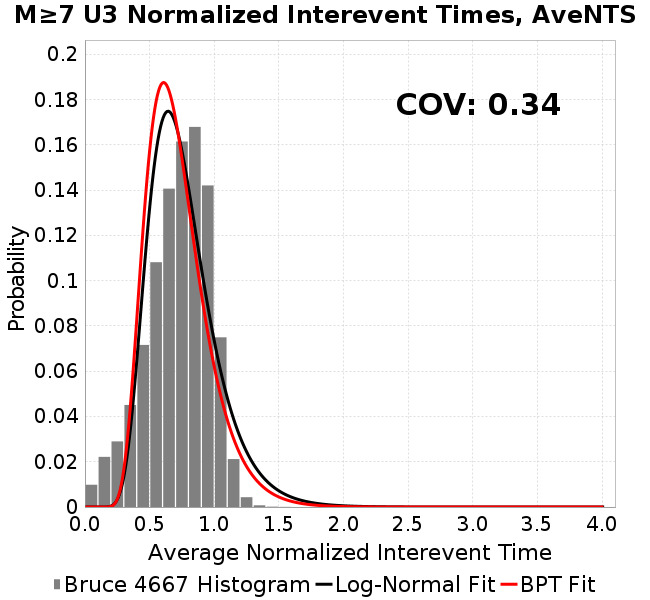 M≥7 U3 Normalized Interevent Times, AveNTS
COV: 0.34
Probability
0.2
0.18
0.16
0.14
0.12
0.1
0.08
0.06
0.04
0.02
0
0.0 0.5 1.0 1.5 2.0 2.5 3.0 3.5 4.0
Average Normalized Interevent Time
Bruce 4667 Histogram Log-Normal Fit BPT Fit